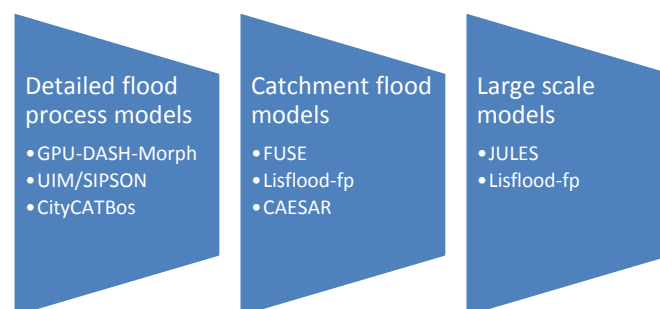 Detailed flood
process models
•GPU-DASH-Morph
•UIM/SIPSON
•CityCATBos
Catchment flood
models
•FUSE
•Lisflood-fp
•CAESAR
Large scale
models
•JULES
•Lisflood-fp